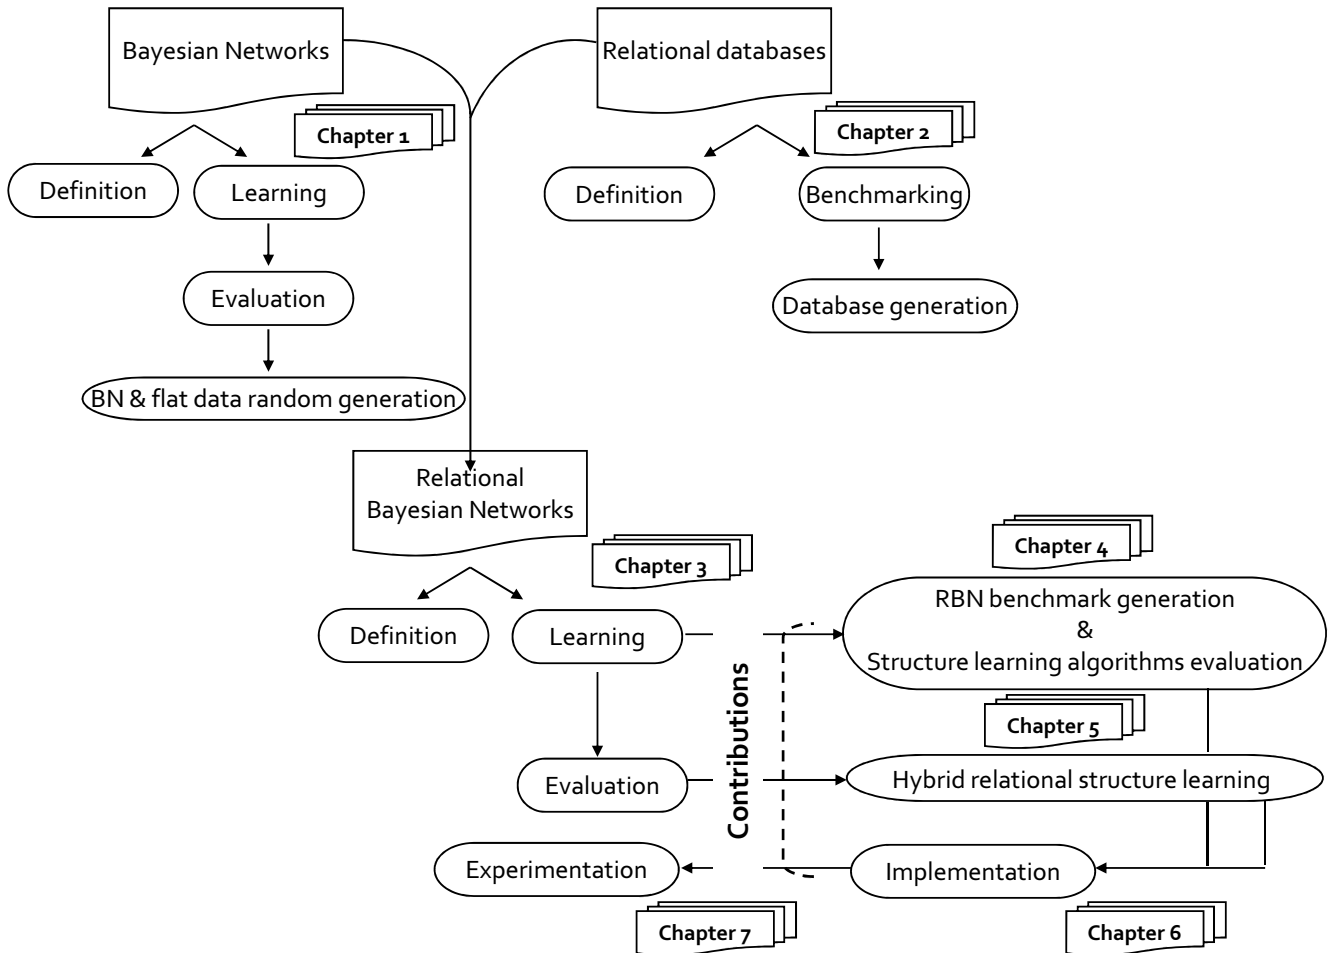 Bayesian Networks
Relational databases
Chapter 1
Chapter 2
Definition
Learning
Definition
Benchmarking
Evaluation
Database generation
BN & flat data random generation
Relational
Bayesian Networks
Chapter 3
Chapter 4
Definition
Learning
RBN benchmark generation
&
Structure learning algorithms evaluation
Contributions
Chapter 5
Evaluation
Hybrid relational structure learning
Experimentation
Implementation
Chapter 7
Chapter 6